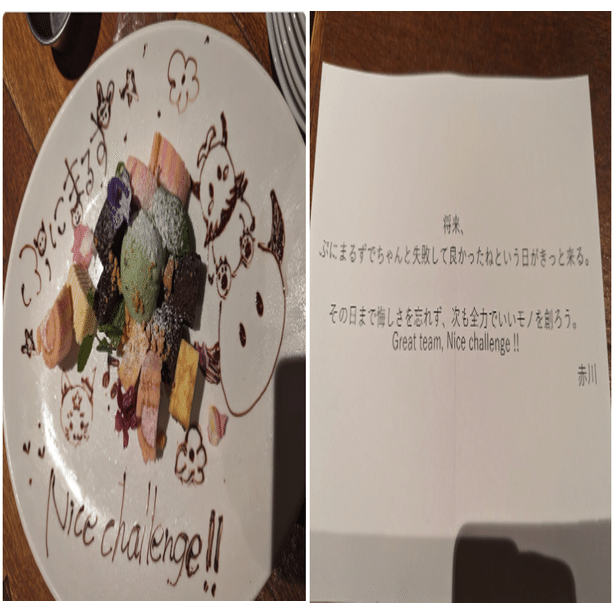 ぷにまるず
Nice challenge!!
将来、
ぷにまるずでちゃんと失敗して良かったねという日がきっと来る。
その日まで悔しさを忘れず、次も全力でいいモノを創ろう。
Great team, Nice challenge !!
赤川